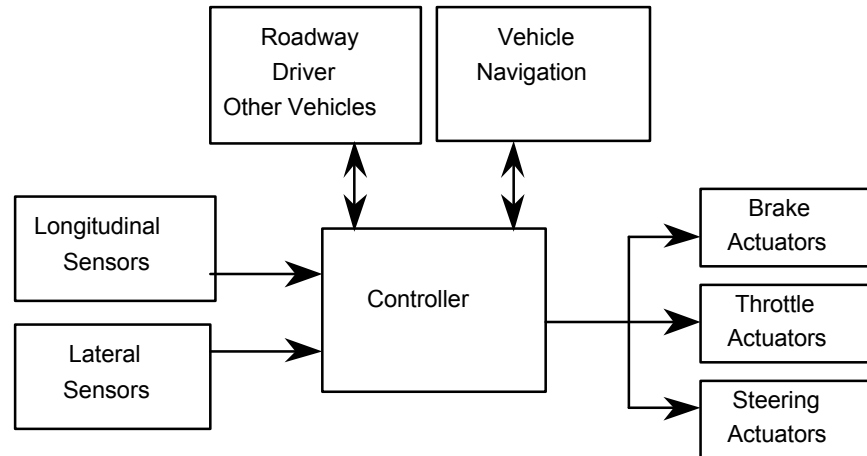 Roadway
Driver
Other Vehicles
Vehicle
Navigation
Longitudinal
Sensors
Lateral
Sensors
Controller
Brake
Actuators
Throttle
Actuators
Steering
Actuators